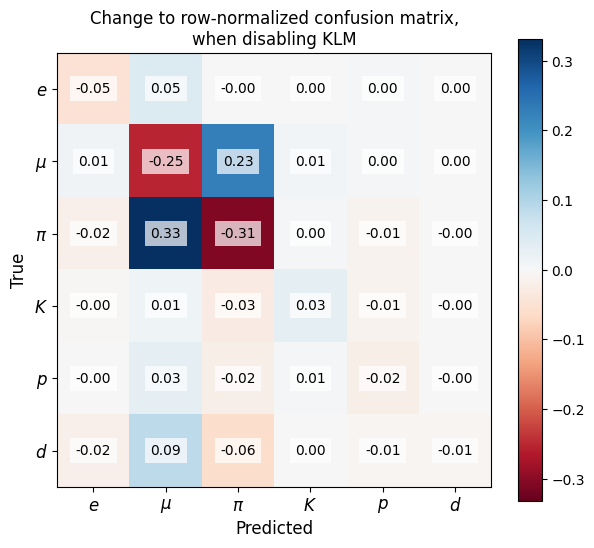 Change to row-normalized confusion matrix,
when disabling KLM
e -0.05 0.05 -0.00 0.00 0.00 0.00
μ 0.01 -0.25 0.23 0.01 0.00 0.00
π -0.02 0.33 -0.31 0.00 -0.01 -0.00
K -0.00 0.01 -0.03 0.03 -0.01 -0.00
p -0.00 0.03 -0.02 0.01 -0.02 -0.00
d -0.02 0.09 -0.06 0.00 -0.01 -0.01
e μ π K p d
True
Predicted
0.3
0.2
0.1
0.0
−0.1
−0.2
−0.3